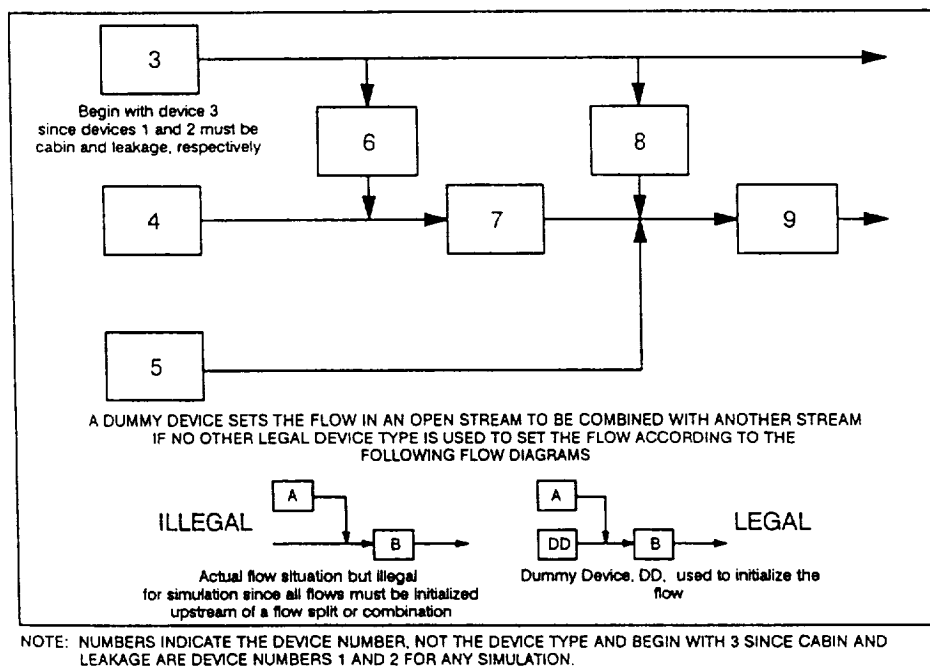 3
Begin with device 3
since devices 1 and 2 must be
cabin and leakage, respectively
6
8
4
7
9
5
A DUMMY DEVICE SETS THE FLOW IN AN OPEN STREAM TO BE COMBINED WITH ANOTHER STREAM
IF NO OTHER LEGAL DEVICE TYPE IS USED TO SET THE FLOW ACCORDING TO THE
FOLLOWING FLOW DIAGRAMS
ILLEGAL
A
B
Actual flow situation but illegal
for simulation since all flows must be initialized
upstream of a flow split or combination
A
DD
B
LEGAL
Dummy Device, DD, used to initialize the
flow
NOTE: NUMBERS INDICATE THE DEVICE NUMBER, NOT THE DEVICE TYPE AND BEGIN WITH 3 SINCE CABIN AND
LEAKAGE ARE DEVICE NUMBERS 1 AND 2 FOR ANY SIMULATION.